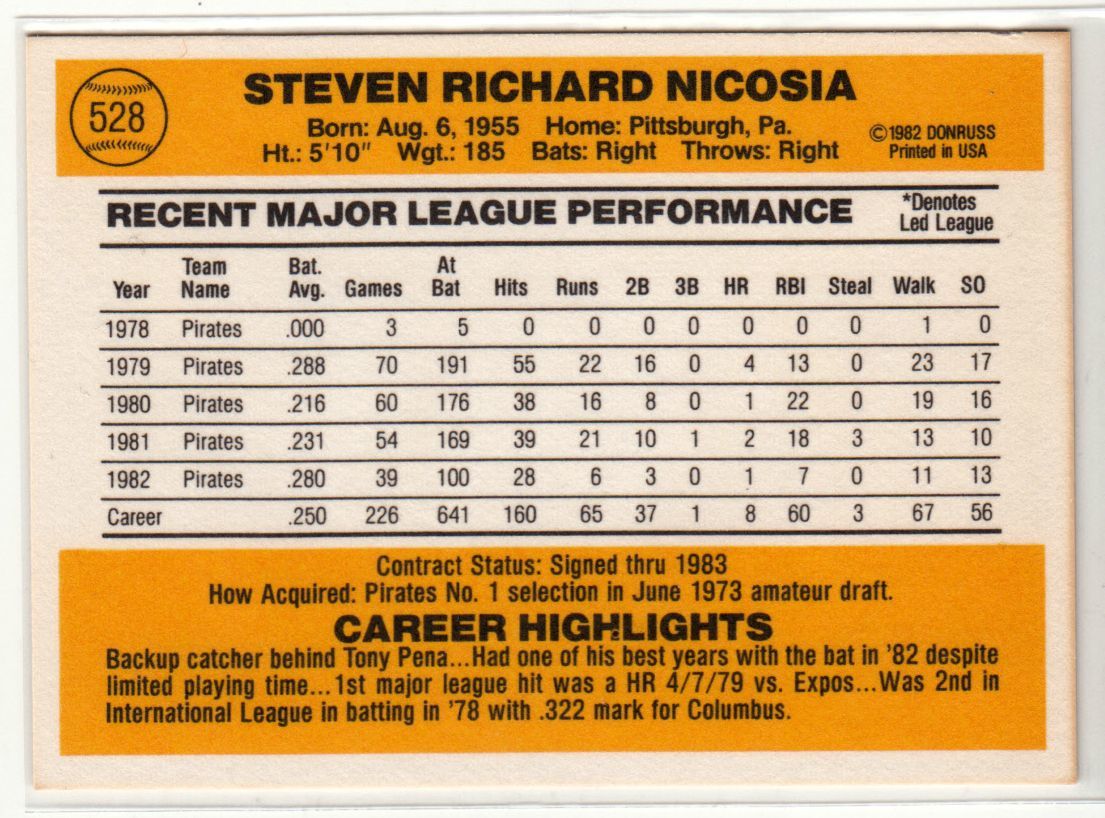 528
STEVEN RICHARD NICOSIA
Born: Aug. 6, 1955 Home: Pittsburgh, Pa.
Ht.: 5'10" Wgt.: 185 Bats: Right Throws: Right
©1982 DONRUSS
Printed in USA
RECENT MAJOR LEAGUE PERFORMANCE
*Denotes
Led League
Year Team Name Bat. Avg. Games At Bat Hits Runs 2B 3B HR RBI Steal Walk SO
1978 Pirates .000 3 5 0 0 0 0 0 0 0 1 0
1979 Pirates .288 70 191 55 22 16 0 4 13 0 23 17
1980 Pirates .216 60 176 38 16 8 0 1 22 0 19 16
1981 Pirates .231 54 169 39 21 10 1 2 18 3 13 10
1982 Pirates .280 39 100 28 6 3 0 1 7 0 11 13
Career .250 226 641 160 65 37 1 8 60 3 67 56
Contract Status: Signed thru 1983
How Acquired: Pirates No. 1 selection in June 1973 amateur draft.
CAREER HIGHLIGHTS
Backup catcher behind Tony Pena...Had one of his best years with the bat in '82 despite
limited playing time...1st major league hit was a HR 4/7/79 vs. Expos...Was 2nd in
International League in batting in '78 with .322 mark for Columbus.